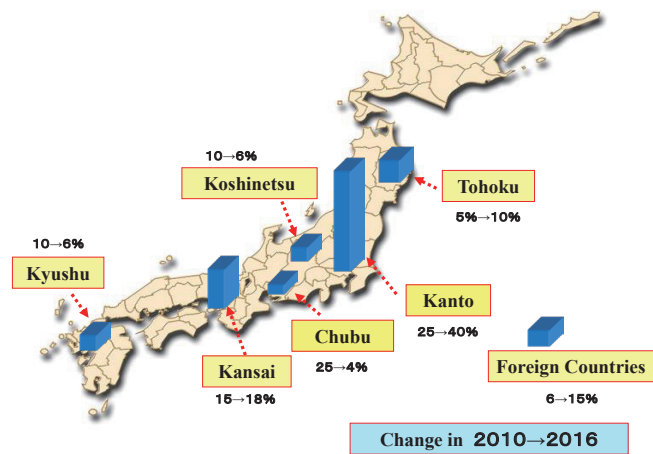 10→6%
Koshinetsu
Tohoku
5%→10%
10→6%
Kyushu
Kanto
25→40%
Chubu
25→4%
Kansai
15→18%
Foreign Countries
6→15%
Change in 2010→2016